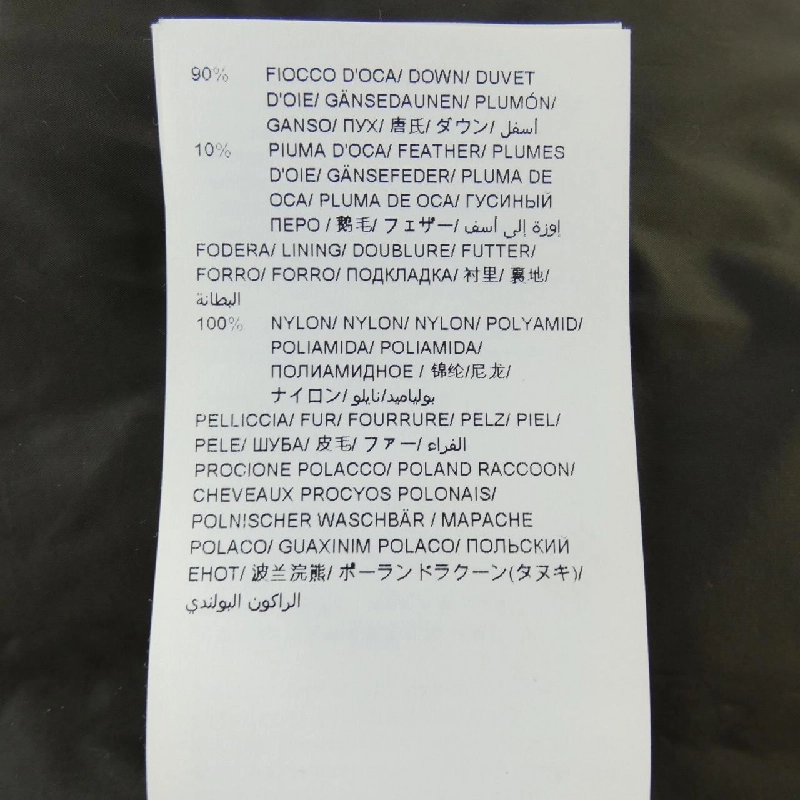 90% FIOCCO D'OCA/ DOWN/ DUVET
D'OIE/ GÄNSEDAUNEN/ PLUMÓN/
GANSO/ ПУХ/ 唐氏/ ダウン/ أسفل
10% PIUMA D'OCA/ FEATHER/ PLUMES
D'OIE/ GÄNSEFEDER/ PLUMA DE
OCA/ PLUMA DE OCA/ ГУСИНЫЙ
ПЕРО / 鹅毛/ フェザー/ إوزة إلى أسف
FODERA/ LINING/ DOUBLURE/ FUTTER/
FORRO/ FORRO/ ПОДКЛАДКА/ 衬里/ 裏地/
البطانة
100% NYLON/ NYLON/ NYLON/ POLYAMID/
POLIAMIDA/ POLIAMIDA/
ПОЛИАМИДНОЕ / 锦纶/尼龙/
ナイロン/ بولياميد/نايلو
PELLICCIA/ FUR/ FOURRURE/ PELZ/ PIEL/
PELE/ ШУБА/ 皮毛/ ファー/ الفراء
PROCIONE POLACCO/ POLAND RACCOON/
CHEVEAUX PROCYOS POLONAIS/
POLNISCHER WASCHBÄR / MAPACHE
POLACO/ GUAXINIM POLACO/ ПОЛЬСКИЙ
ЕНОТ/ 波兰浣熊/ ポーランドラクーン(タヌキ)/
الراكون البولندي